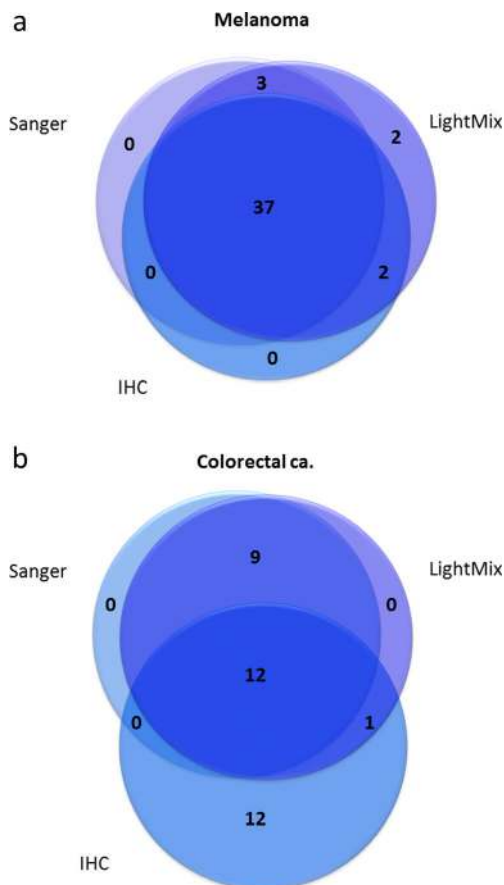 a
Melanoma
3
Sanger
LightMix
0
2
37
0
2
0
IHC
b
Colorectal ca.
9
Sanger
LightMix
0
0
12
0
1
12
IHC